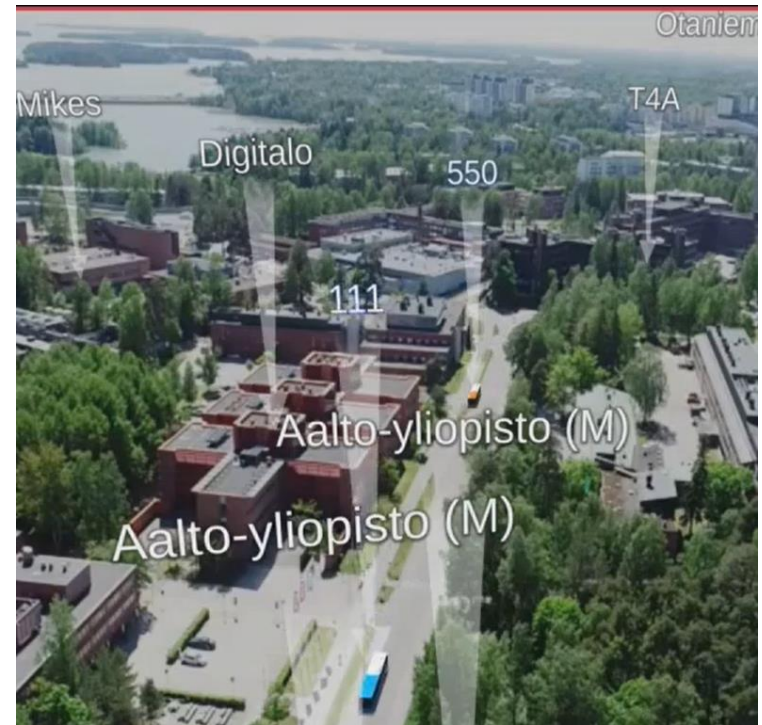 Otaniem
Mikes
T4A
Digitalo
550
111
Aalto-yliopisto (M)
Aalto-yliopisto (M)